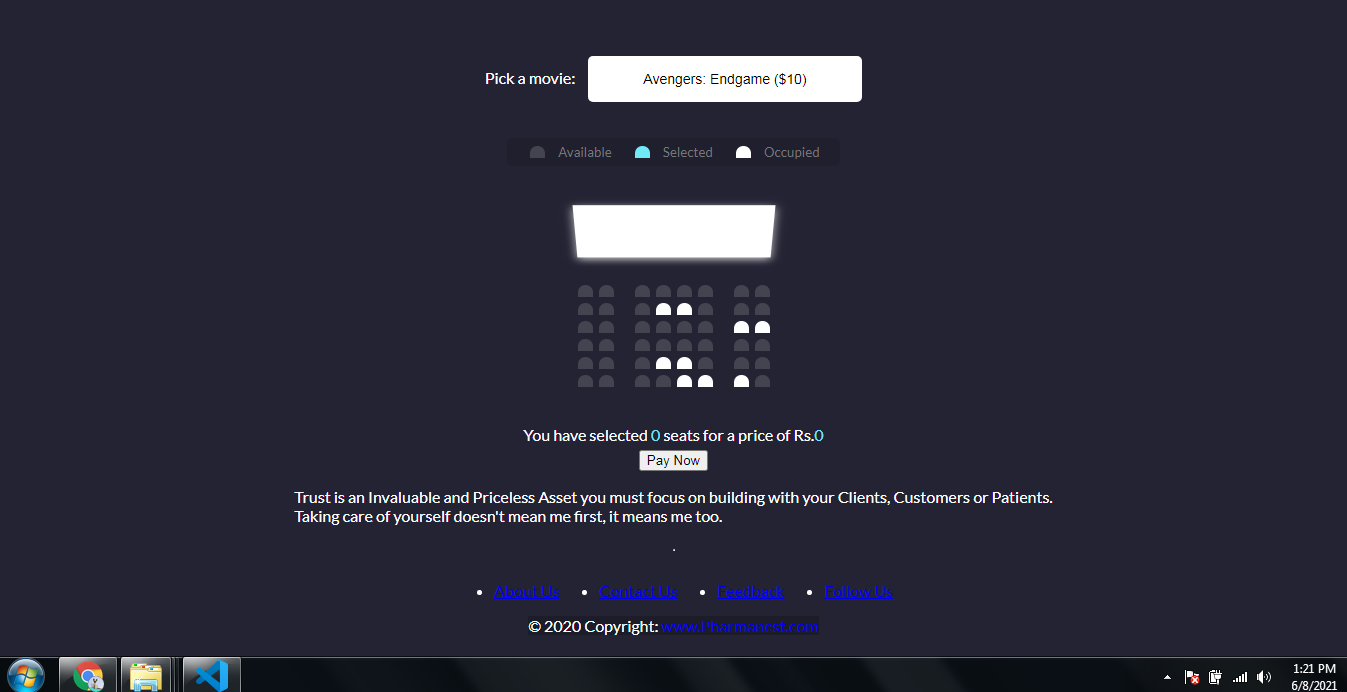 Pick a movie: Avengers: Endgame ($10)
Available Selected Occupied
You have selected 0 seats for a price of Rs.0
Pay Now
Trust is an Invaluable and Priceless Asset you must focus on building with your Clients, Customers or Patients.
Taking care of yourself doesn't mean me first, it means me too.
.
• About Us • Contact Us • Feedback • Follow Us
© 2020 Copyright: www.iPharmanest.com
1:21 PM
6/8/2021